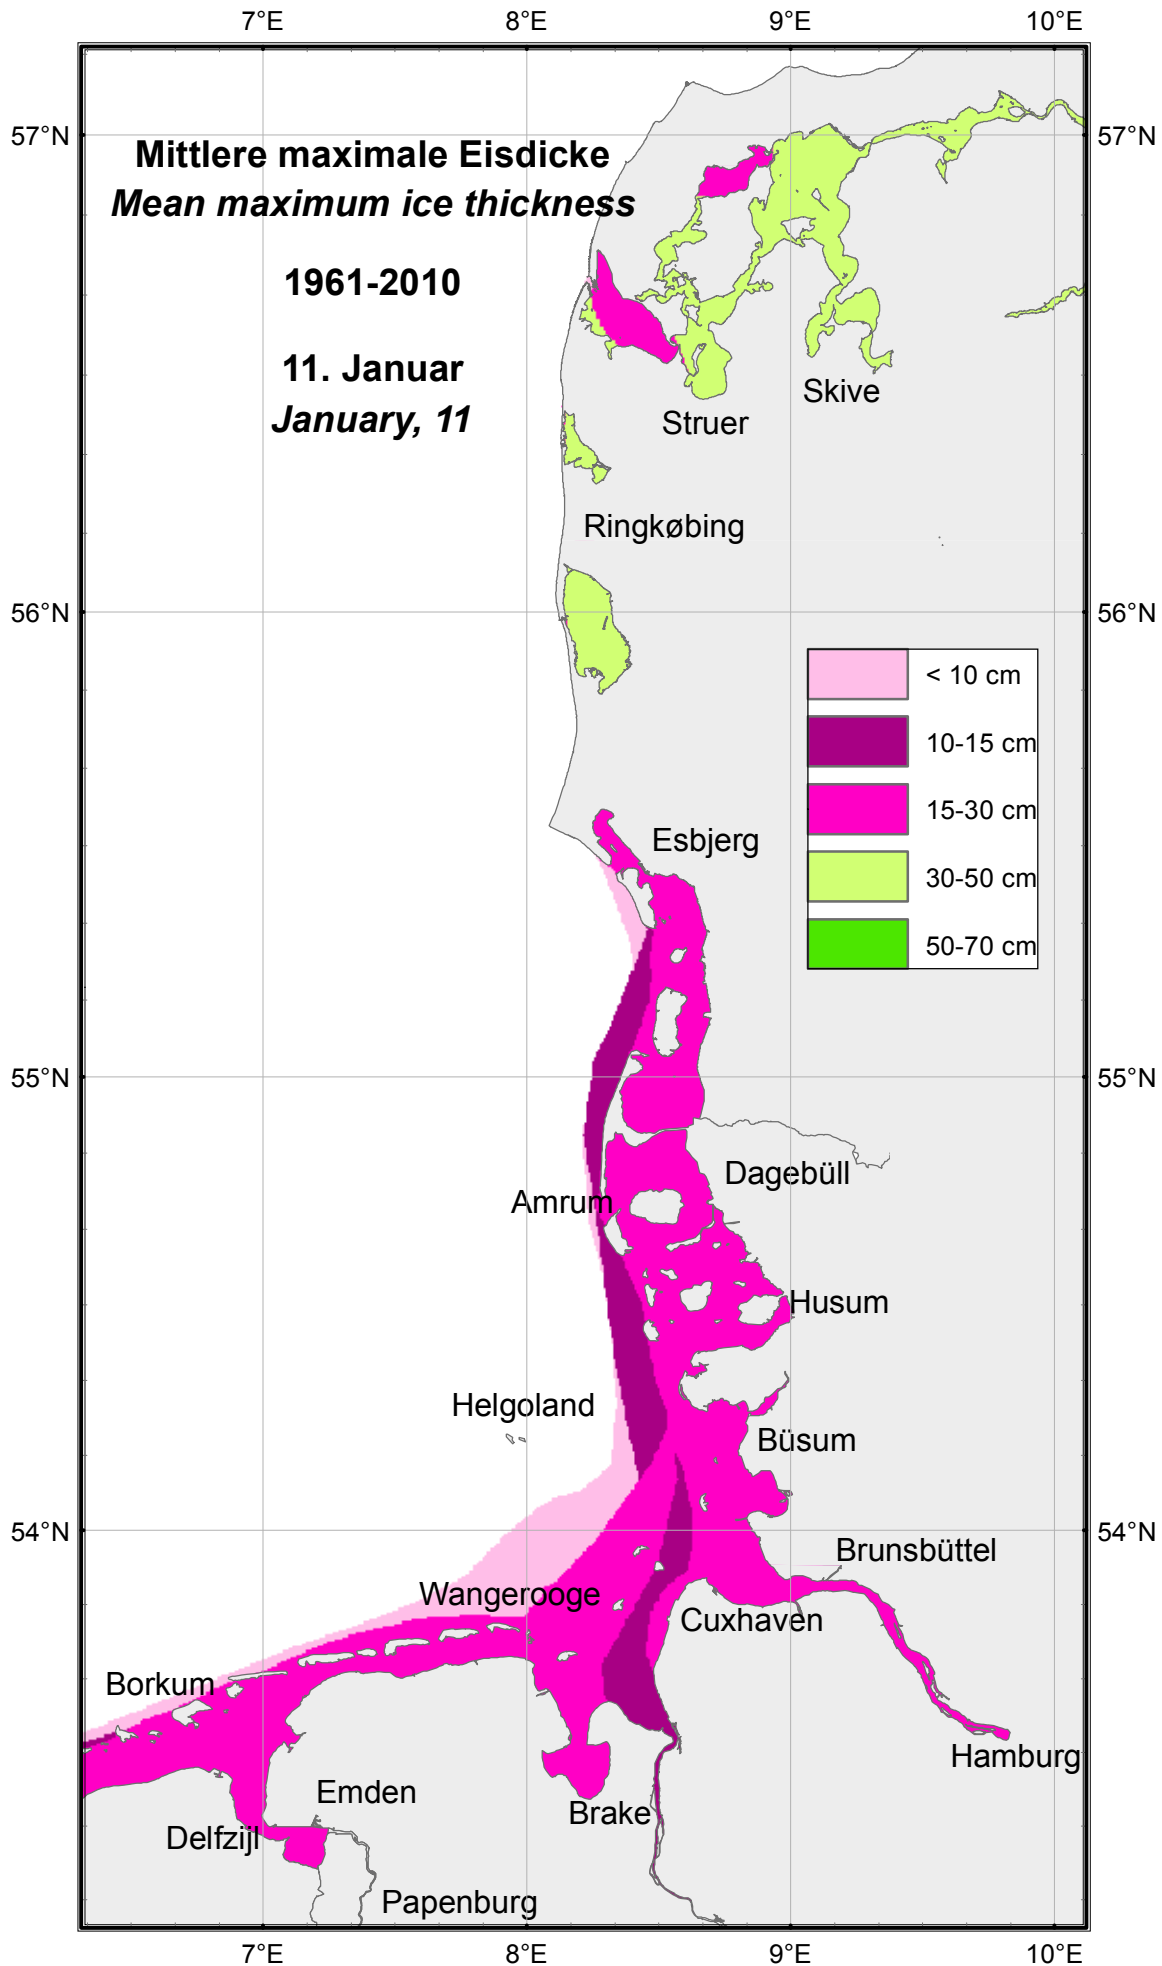 7°E 8°E 9°E 10°E
57°N 57°N
Mittlere maximale Eisdicke
Mean maximum ice thickness
1961-2010
11. Januar
January, 11
Skive
Struer
Ringkøbing
56°N 56°N
< 10 cm
10-15 cm
15-30 cm
30-50 cm
50-70 cm
Esbjerg
55°N 55°N
Dagebüll
Amrum
Husum
Helgoland
Büsum
54°N 54°N
Brunsbüttel
Wangerooge
Cuxhaven
Borkum
Hamburg
Emden
Brake
Delfzijl
Papenburg
7°E 8°E 9°E 10°E